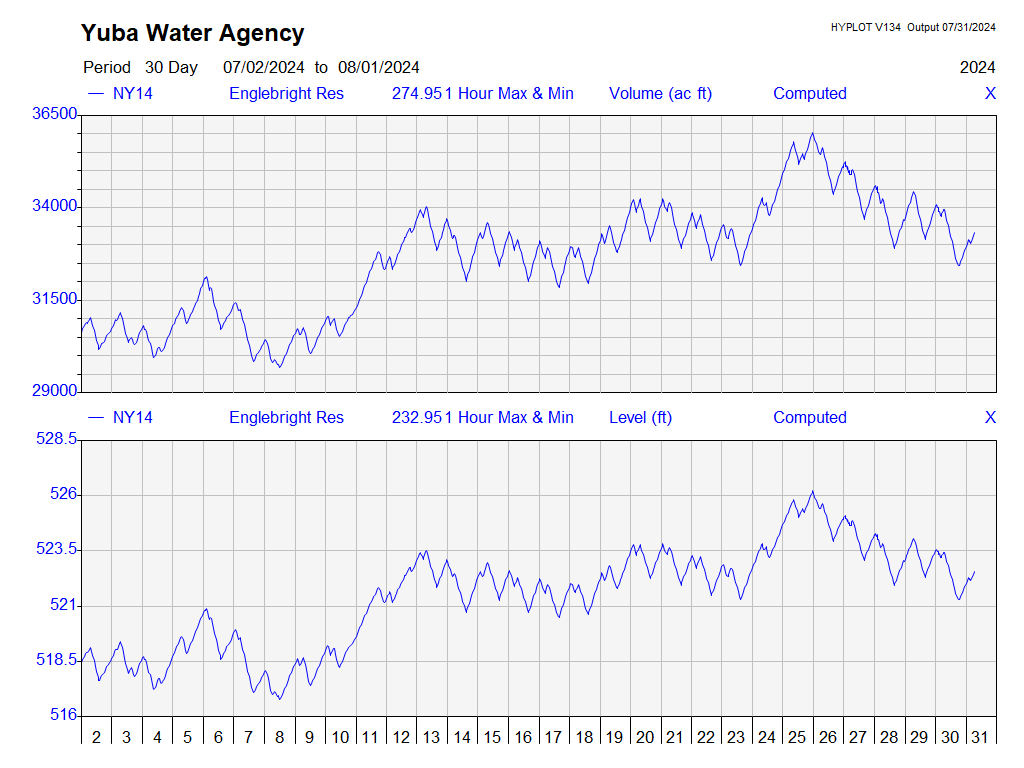 Yuba Water Agency
HYPLOT V134 Output 07/31/2024
Period 30 Day 07/02/2024 to 08/01/2024 2024
— NY14 Englebright Res 274.951 Hour Max & Min Volume (ac ft) Computed X
36500
34000
31500
29000
— NY14 Englebright Res 232.951 Hour Max & Min Level (ft) Computed X
528.5
526
523.5
521
518.5
516
2 3 4 5 6 7 8 9 10 11 12 13 14 15 16 17 18 19 20 21 22 23 24 25 26 27 28 29 30 31